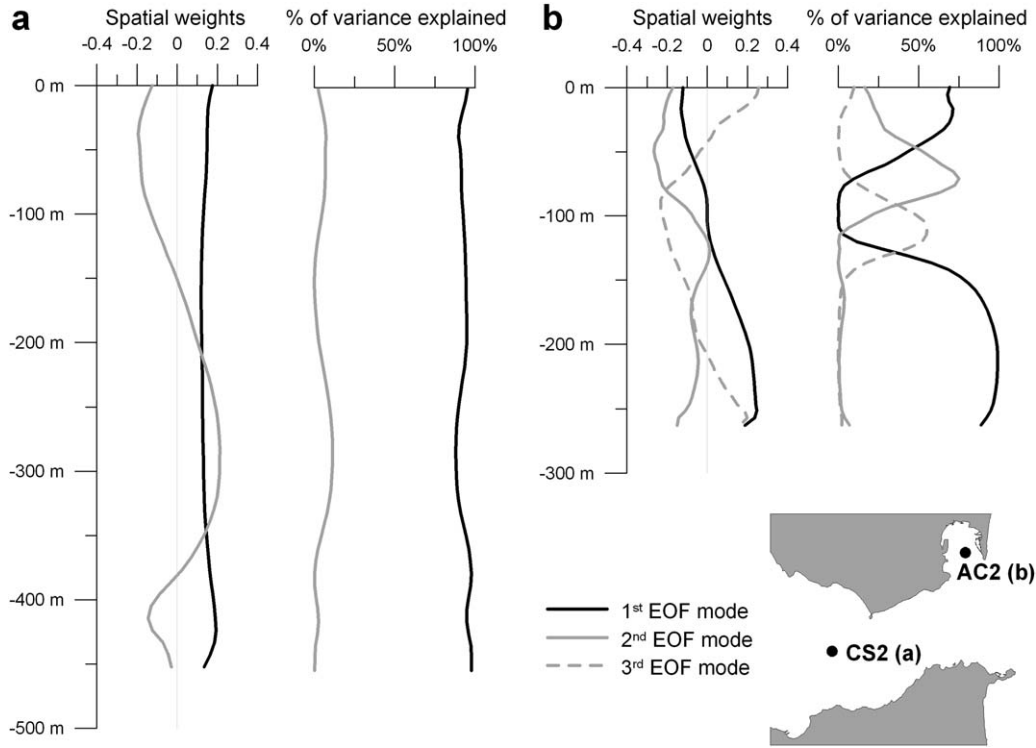 a
Spatial weights % of variance explained
-0.4 -0.2 0 0.2 0.4 0% 50% 100%
0 m
-100 m
-200 m
-300 m
-400 m
-500 m
b
Spatial weights % of variance explained
-0.4 -0.2 0 0.2 0.4 0% 50% 100%
0 m
-100 m
-200 m
-300 m
1st EOF mode
2nd EOF mode
3rd EOF mode
AC2 (b)
CS2 (a)